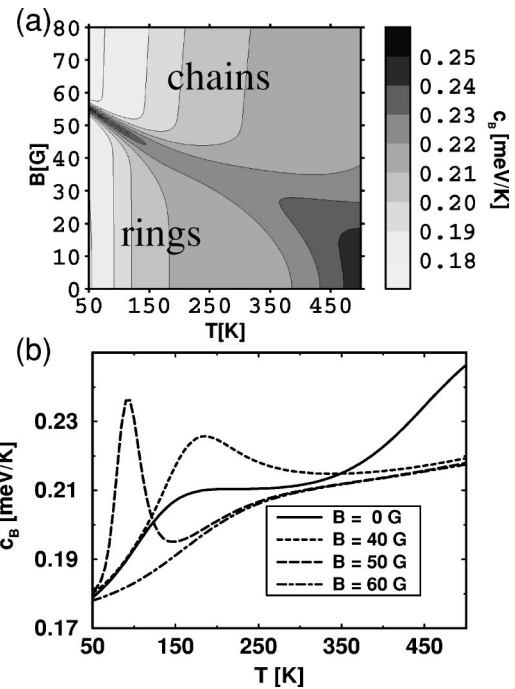 (a)
80
70
60
50
40
30
20
10
0
B[G]
chains
rings
50 150 250 350 450
T[K]
0.25
0.24
0.23
0.22
0.21
0.20
0.19
0.18
c_B [meV/K]
(b)
0.23
0.21
0.19
0.17
c_B [meV/K]
B = 0 G
B = 40 G
B = 50 G
B = 60 G
50 150 250 350 450
T [K]